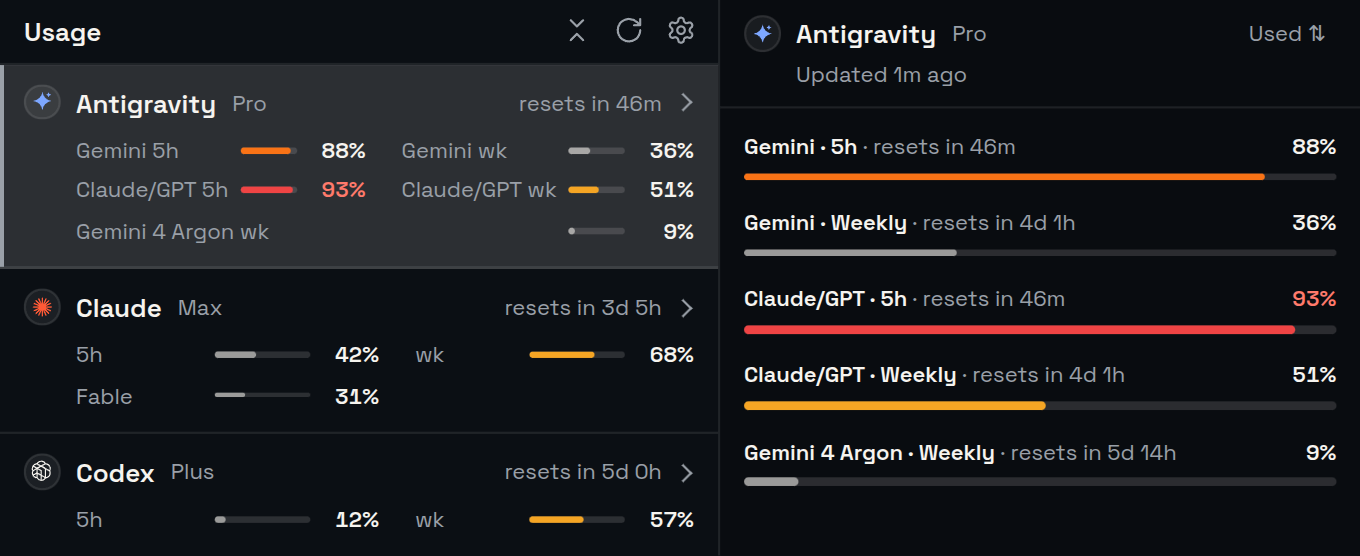 Usage
Antigravity Pro resets in 46m
Gemini 5h 88% Gemini wk 36%
Claude/GPT 5h 93% Claude/GPT wk 51%
Gemini 4 Argon wk 9%
Claude Max resets in 3d 5h
5h 42% wk 68%
Fable 31%
Codex Plus resets in 5d 0h
5h 12% wk 57%
Antigravity Pro Used ⇅
Updated 1m ago
Gemini · 5h · resets in 46m 88%
Gemini · Weekly · resets in 4d 1h 36%
Claude/GPT · 5h · resets in 46m 93%
Claude/GPT · Weekly · resets in 4d 1h 51%
Gemini 4 Argon · Weekly · resets in 5d 14h 9%